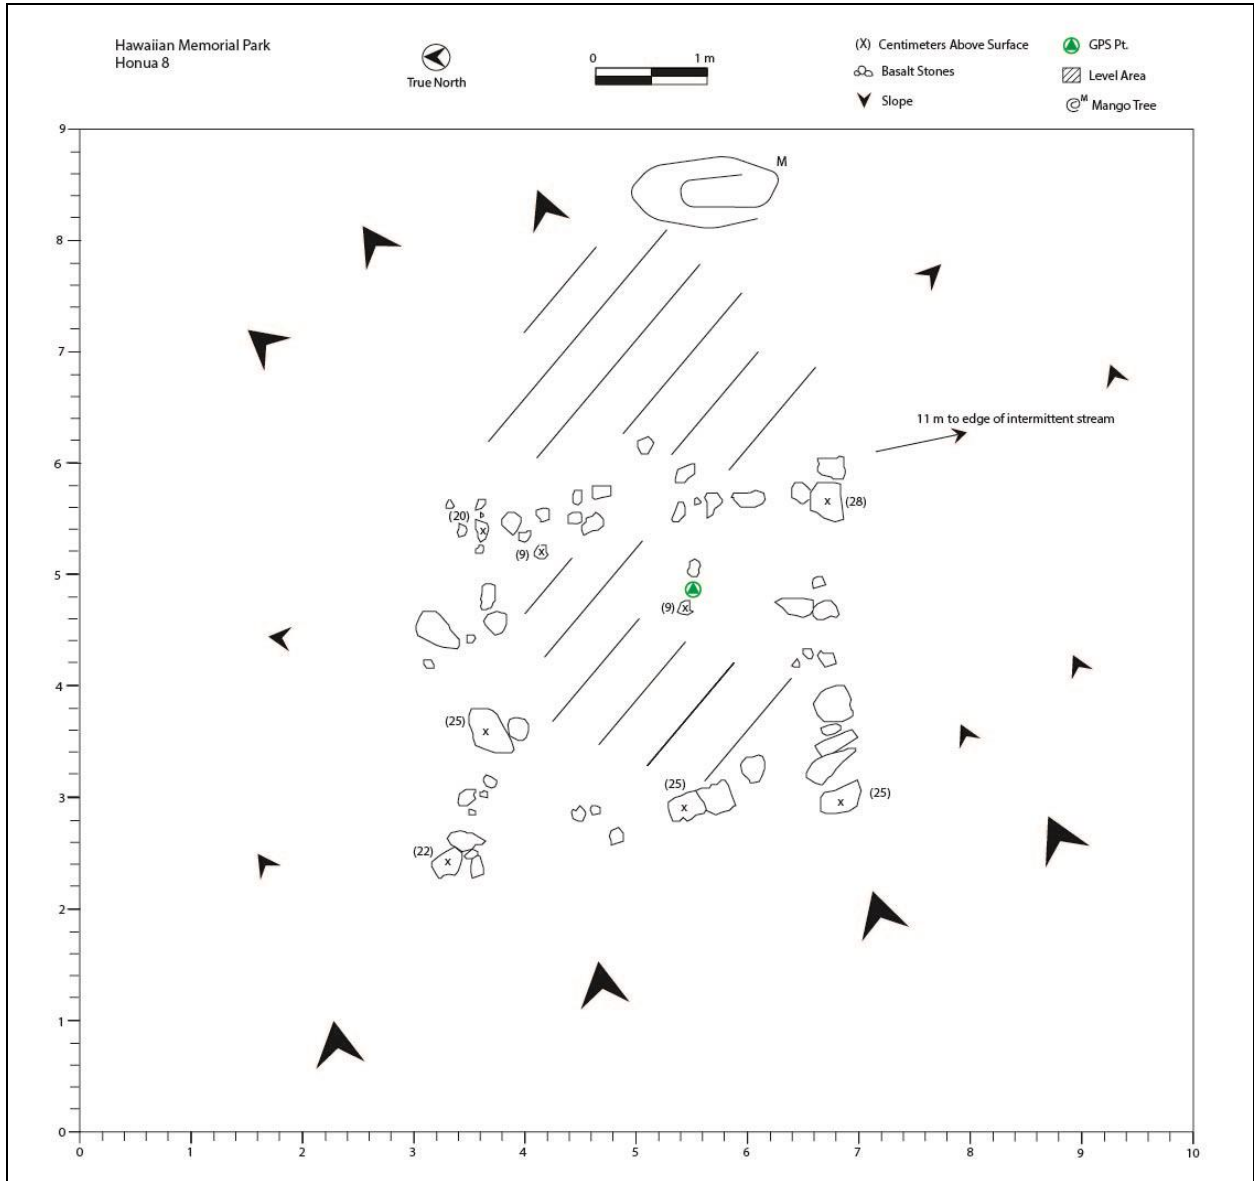 Hawaiian Memorial Park
Honua 8
True North
0 1 m
(X) Centimeters Above Surface
Basalt Stones
Slope
GPS Pt.
Level Area
M Mango Tree
9
M
8
7
11 m to edge of intermittent stream
6
(28)
(20)
(9)
5
(9)
4
(25)
(25)
(25)
3
(22)
2
1
0
0 1 2 3 4 5 6 7 8 9 10
x
x
x
x
x
x
x
x